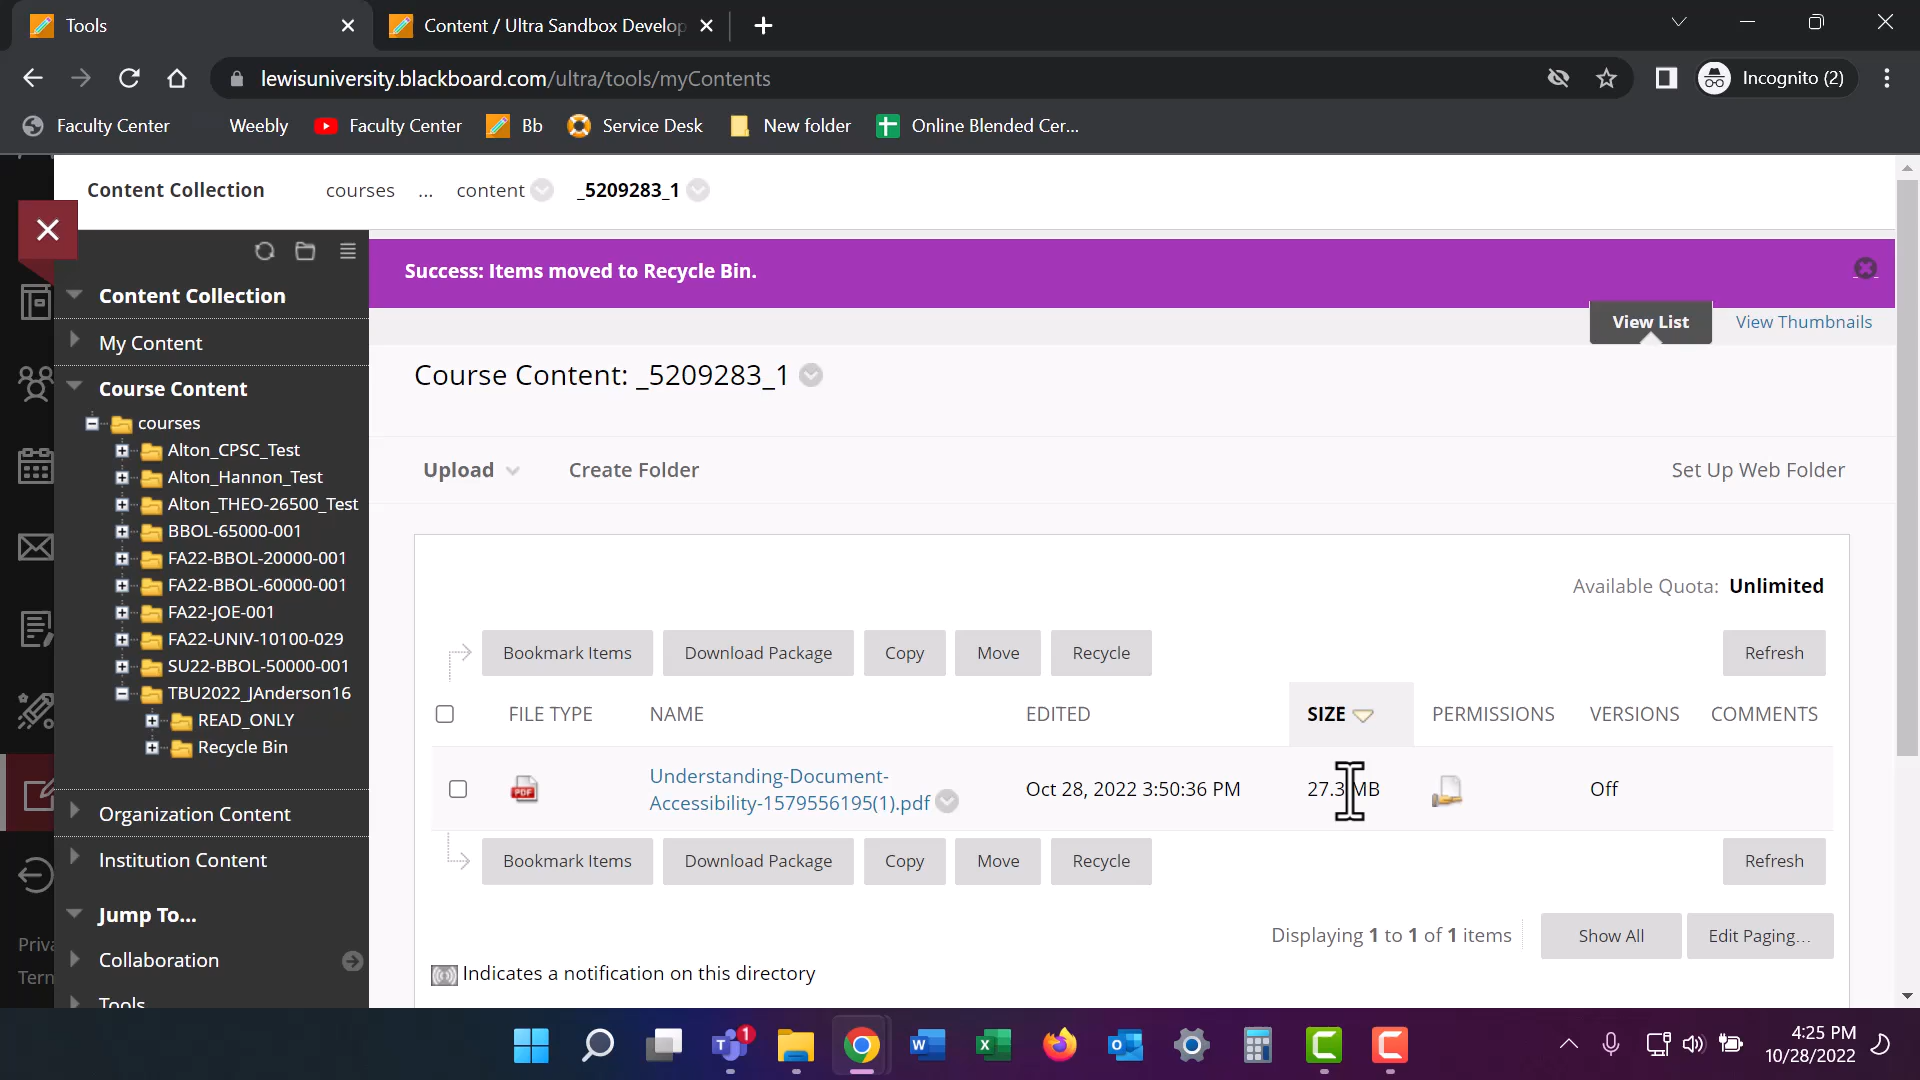 Tools
Content / Ultra Sandbox Develop
lewisuniversity.blackboard.com/ultra/tools/myContents
Incognito (2)
Faculty Center
Weebly
Faculty Center
Bb
Service Desk
New folder
Online Blended Cer...
Content Collection
courses
...
content
_5209283_1
Success: Items moved to Recycle Bin.
View List
View Thumbnails
Content Collection
My Content
Course Content
courses
Alton_CPSC_Test
Alton_Hannon_Test
Alton_THEO-26500_Test
BBOL-65000-001
FA22-BBOL-20000-001
FA22-BBOL-60000-001
FA22-JOE-001
FA22-UNIV-10100-029
SU22-BBOL-50000-001
TBU2022_JAnderson16
READ_ONLY
Recycle Bin
Organization Content
Institution Content
Jump To...
Collaboration
Tools
Priva
Term
Course Content: _5209283_1
Upload
Create Folder
Set Up Web Folder
Available Quota: Unlimited
Bookmark Items
Download Package
Copy
Move
Recycle
Refresh
FILE TYPE
NAME
EDITED
SIZE
PERMISSIONS
VERSIONS
COMMENTS
PDF
Understanding-Document-
Accessibility-1579556195(1).pdf
Oct 28, 2022 3:50:36 PM
27.3 MB
Off
Bookmark Items
Download Package
Copy
Move
Recycle
Refresh
Displaying 1 to 1 of 1 items
Show All
Edit Paging...
Indicates a notification on this directory
1
4:25 PM
10/28/2022